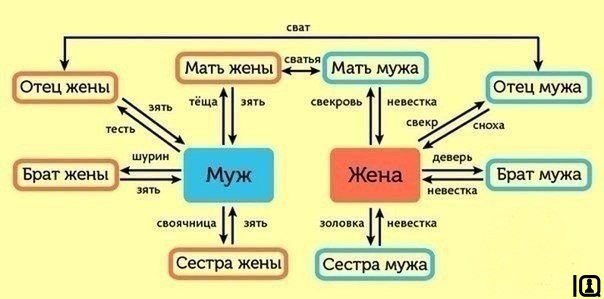 сват
Отец жены
Мать жены
сватья
Мать мужа
Отец мужа
зять
тесть
тёща
зять
свекровь
невестка
свекр
сноха
Брат жены
шурин
зять
Муж
Жена
деверь
невестка
Брат мужа
своячница
зять
золовка
невестка
Сестра жены
Сестра мужа